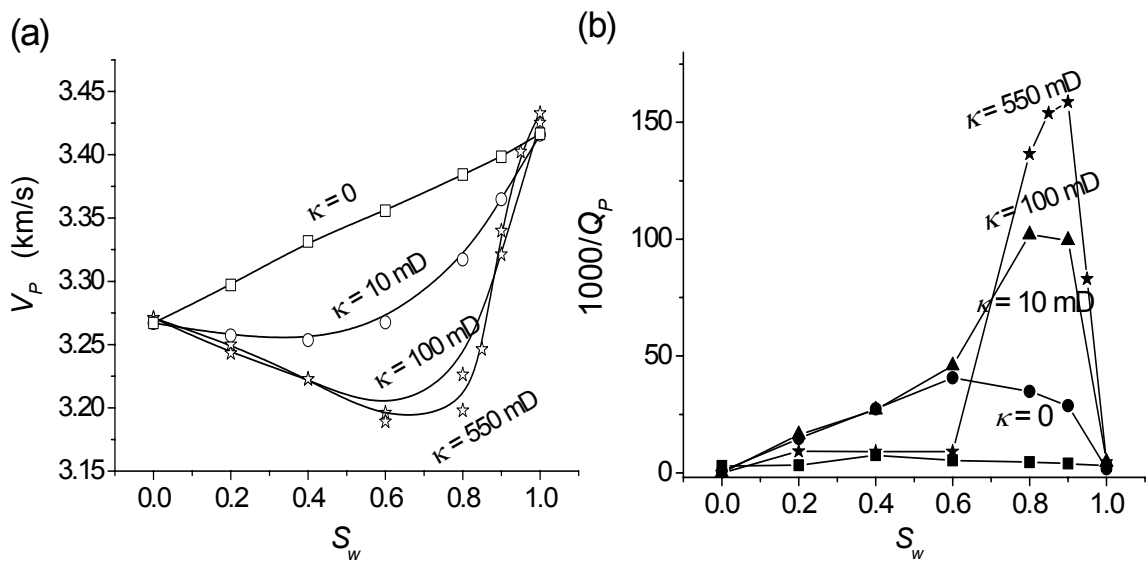 (a)
3.45
3.40
3.35
3.30
3.25
3.20
3.15
V_P (km/s)
κ = 0
κ = 10 mD
κ = 100 mD
κ = 550 mD
0.0 0.2 0.4 0.6 0.8 1.0
S_w
(b)
150
100
50
0
1000/Q_P
κ = 550 mD
κ = 100 mD
κ = 10 mD
κ = 0
0.0 0.2 0.4 0.6 0.8 1.0
S_w